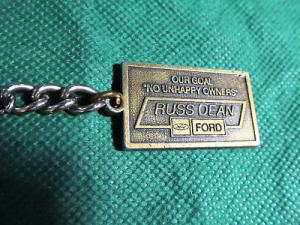 OUR GOAL
"NO UNHAPPY OWNERS"
RUSS DEAN
FORD